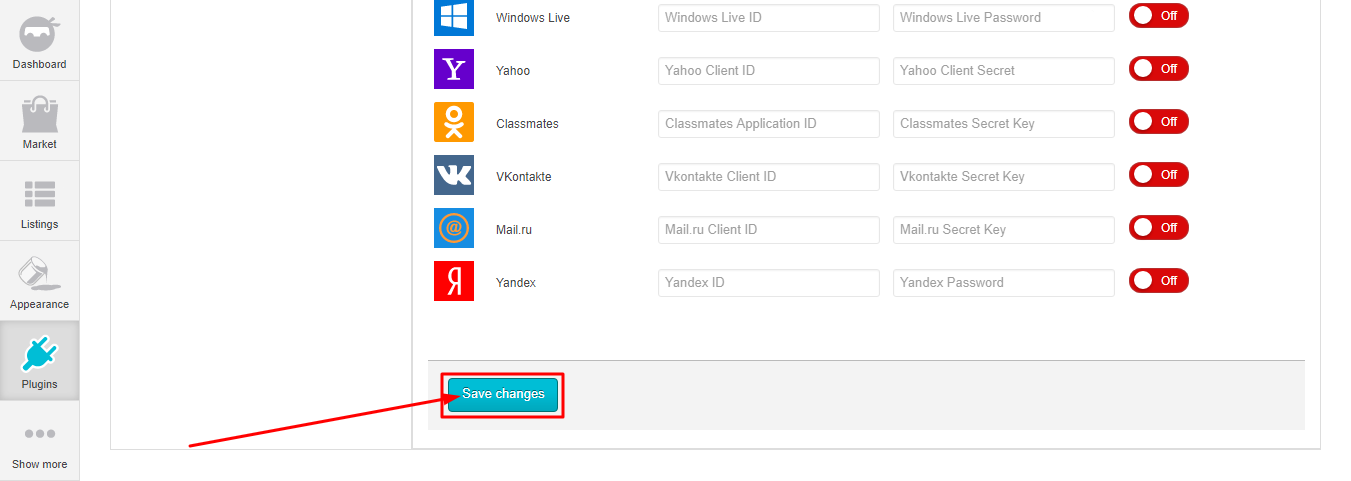 Dashboard
Market
Listings
Appearance
Plugins
Show more
Windows Live Windows Live ID Windows Live Password Off
Y Yahoo Yahoo Client ID Yahoo Client Secret Off
Classmates Classmates Application ID Classmates Secret Key Off
VKontakte Vkontakte Client ID Vkontakte Secret Key Off
@ Mail.ru Mail.ru Client ID Mail.ru Secret Key Off
Я Yandex Yandex ID Yandex Password Off
Save changes